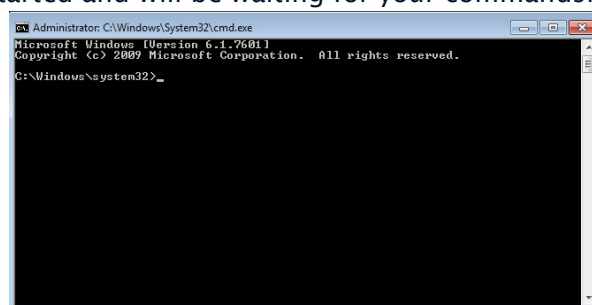 started and will be waiting for your commands.
Administrator: C:\Windows\System32\cmd.exe
Microsoft Windows [Version 6.1.7601]
Copyright (c) 2009 Microsoft Corporation.  All rights reserved.
C:\Windows\system32>_